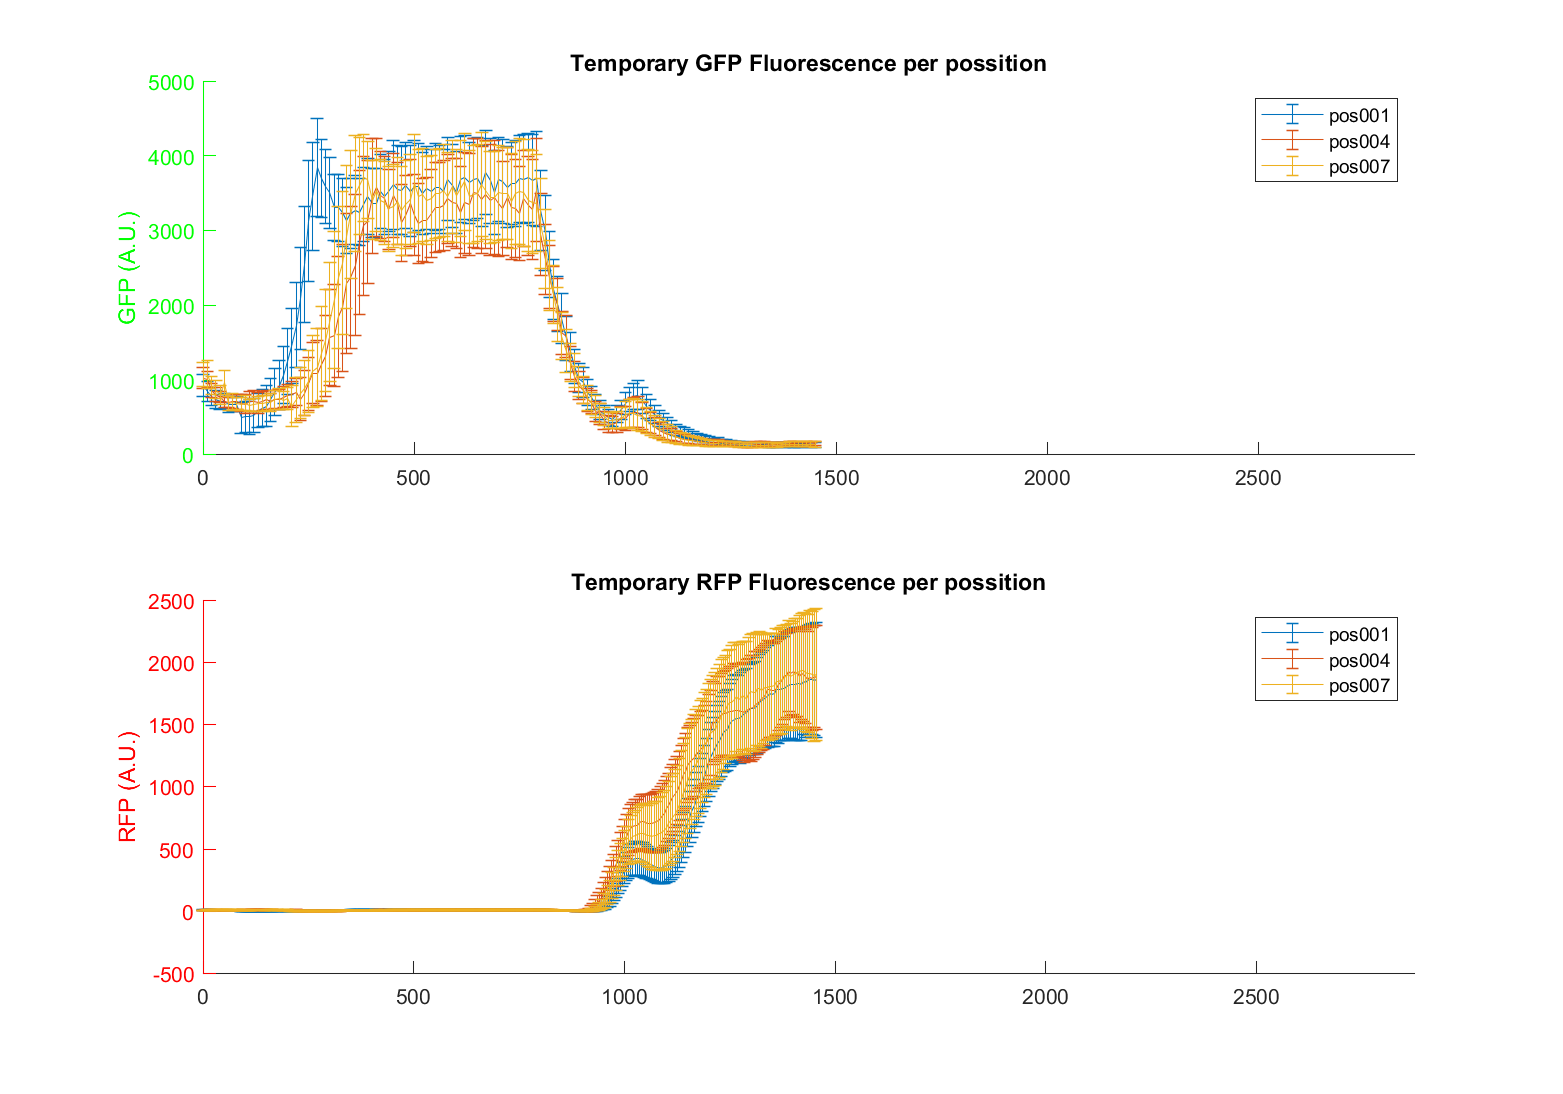 Temporary GFP Fluorescence per possition
5000
4000
3000
2000
1000
0
GFP (A.U.)
0 500 1000 1500 2000 2500
pos001
pos004
pos007
Temporary RFP Fluorescence per possition
2500
2000
1500
1000
500
0
-500
RFP (A.U.)
0 500 1000 1500 2000 2500
pos001
pos004
pos007